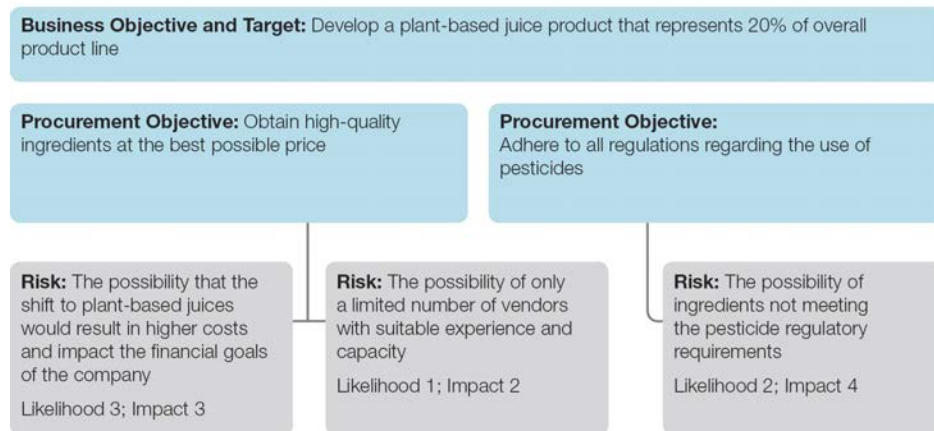 Business Objective and Target: Develop a plant-based juice product that represents 20% of overall
product line
Procurement Objective: Obtain high-quality
ingredients at the best possible price
Procurement Objective:
Adhere to all regulations regarding the use of
pesticides
Risk: The possibility that the
shift to plant-based juices
would result in higher costs
and impact the financial goals
of the company
Likelihood 3; Impact 3
Risk: The possibility of only
a limited number of vendors
with suitable experience and
capacity
Likelihood 1; Impact 2
Risk: The possibility of
ingredients not meeting
the pesticide regulatory
requirements
Likelihood 2; Impact 4